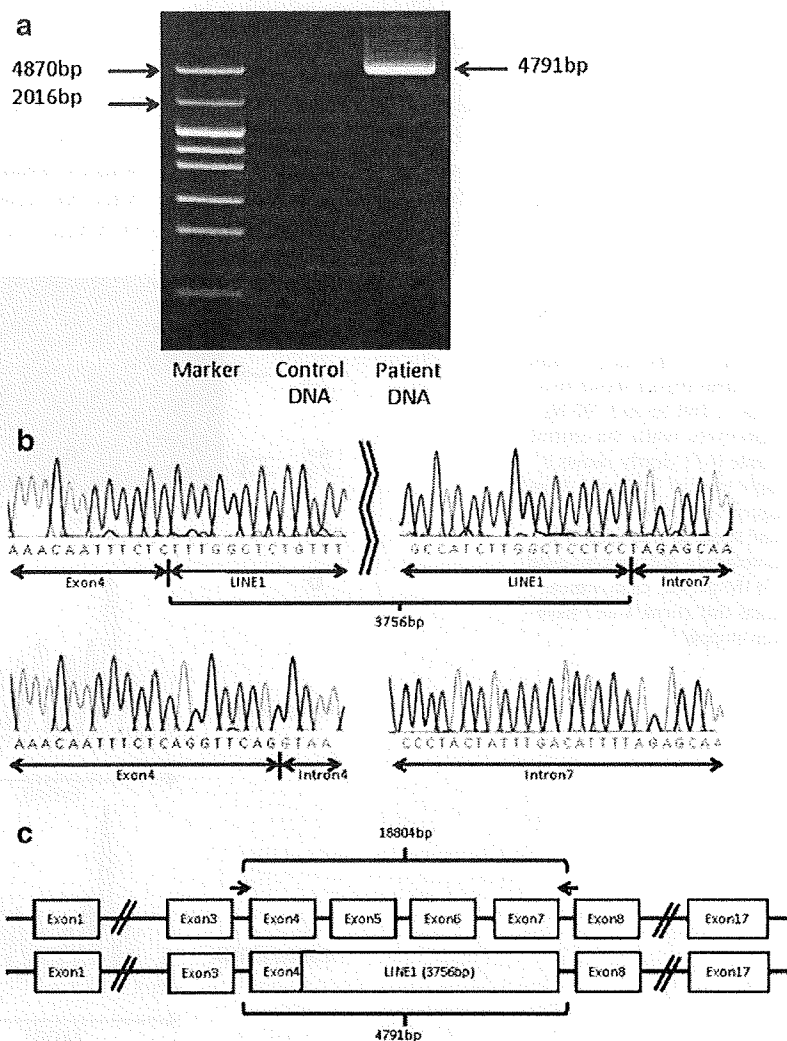 a
4870bp
2016bp
4791bp
Marker Control DNA Patient DNA
b
AAACAATTTCTCTTTGGCTCTGTTT GCCATCTTGGCTCCTCCTAGAGCAA
Exon4 LINE1 LINE1 Intron7
3756bp
AAACAATTTCTCAGGTTCAGGTAA CCCTACTATTTGACATTTTAGAGCAA
Exon4 Intron4 Intron7
c
18804bp
Exon1 Exon3 Exon4 Exon5 Exon6 Exon7 Exon8 Exon17
Exon1 Exon3 Exon4 LINE1 (3756bp) Exon8 Exon17
4791bp